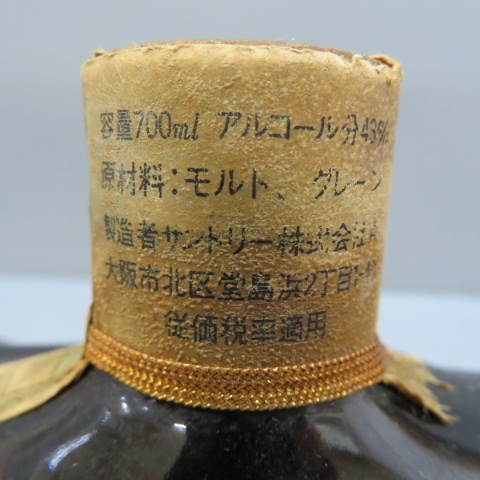 容量700ml アルコール分43%
原材料:モルト、グレーン
製造者サントリー株式会社A
大阪市北区堂島浜2丁目1-40
従価税率適用